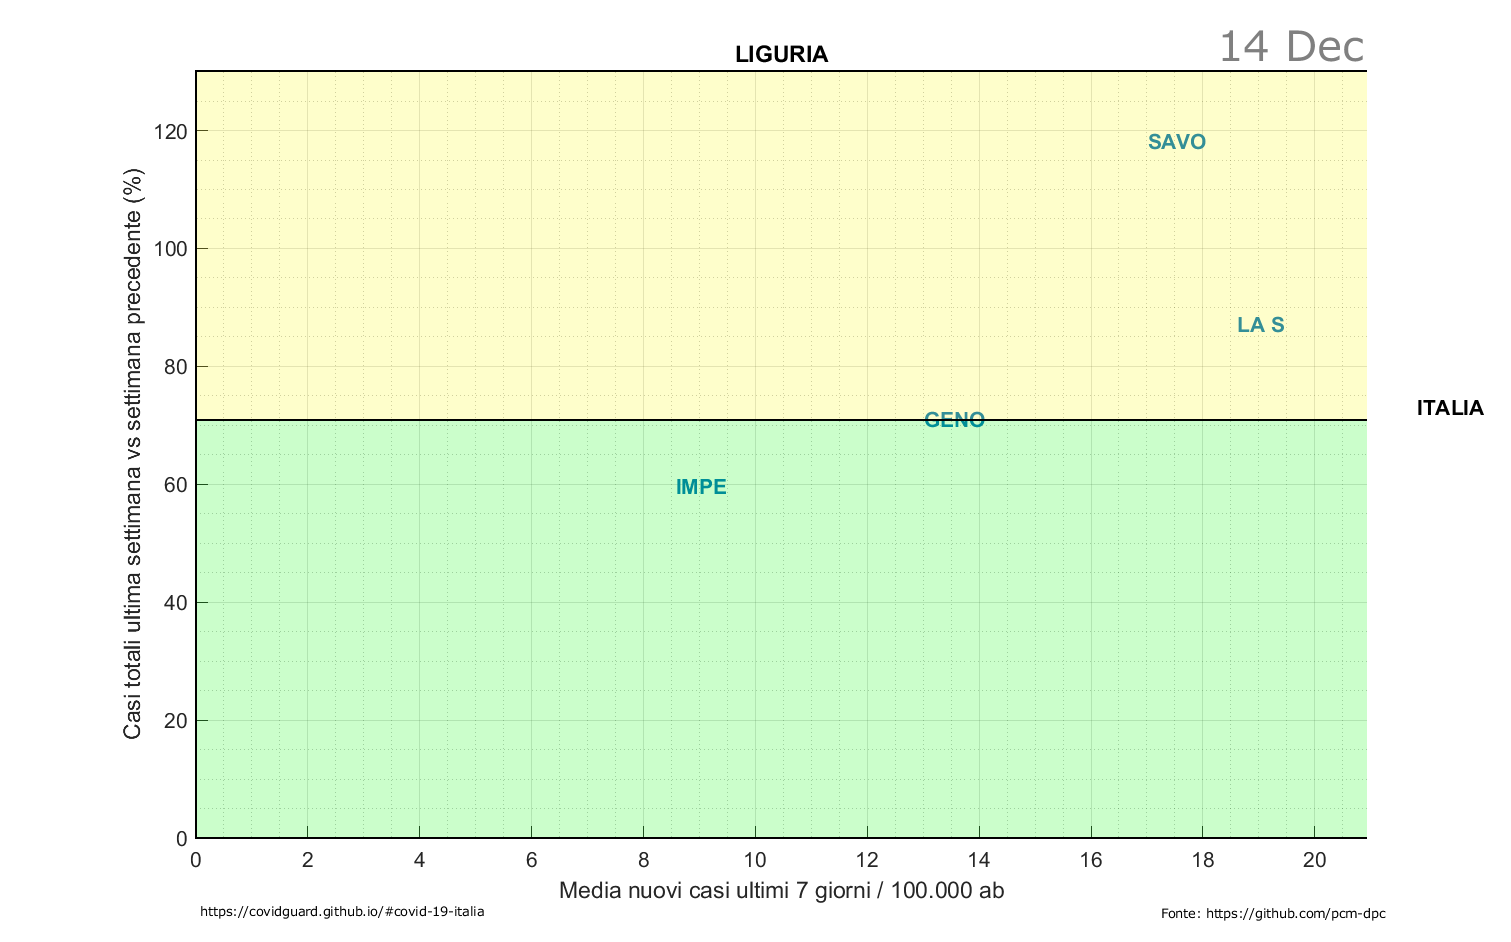 LIGURIA
14 Dec
Casi totali ultima settimana vs settimana precedente (%)
120
100
80
60
40
20
0
SAVO
LA S
GENO
IMPE
ITALIA
0 2 4 6 8 10 12 14 16 18 20
Media nuovi casi ultimi 7 giorni / 100.000 ab
https://covidguard.github.io/#covid-19-italia
Fonte: https://github.com/pcm-dpc